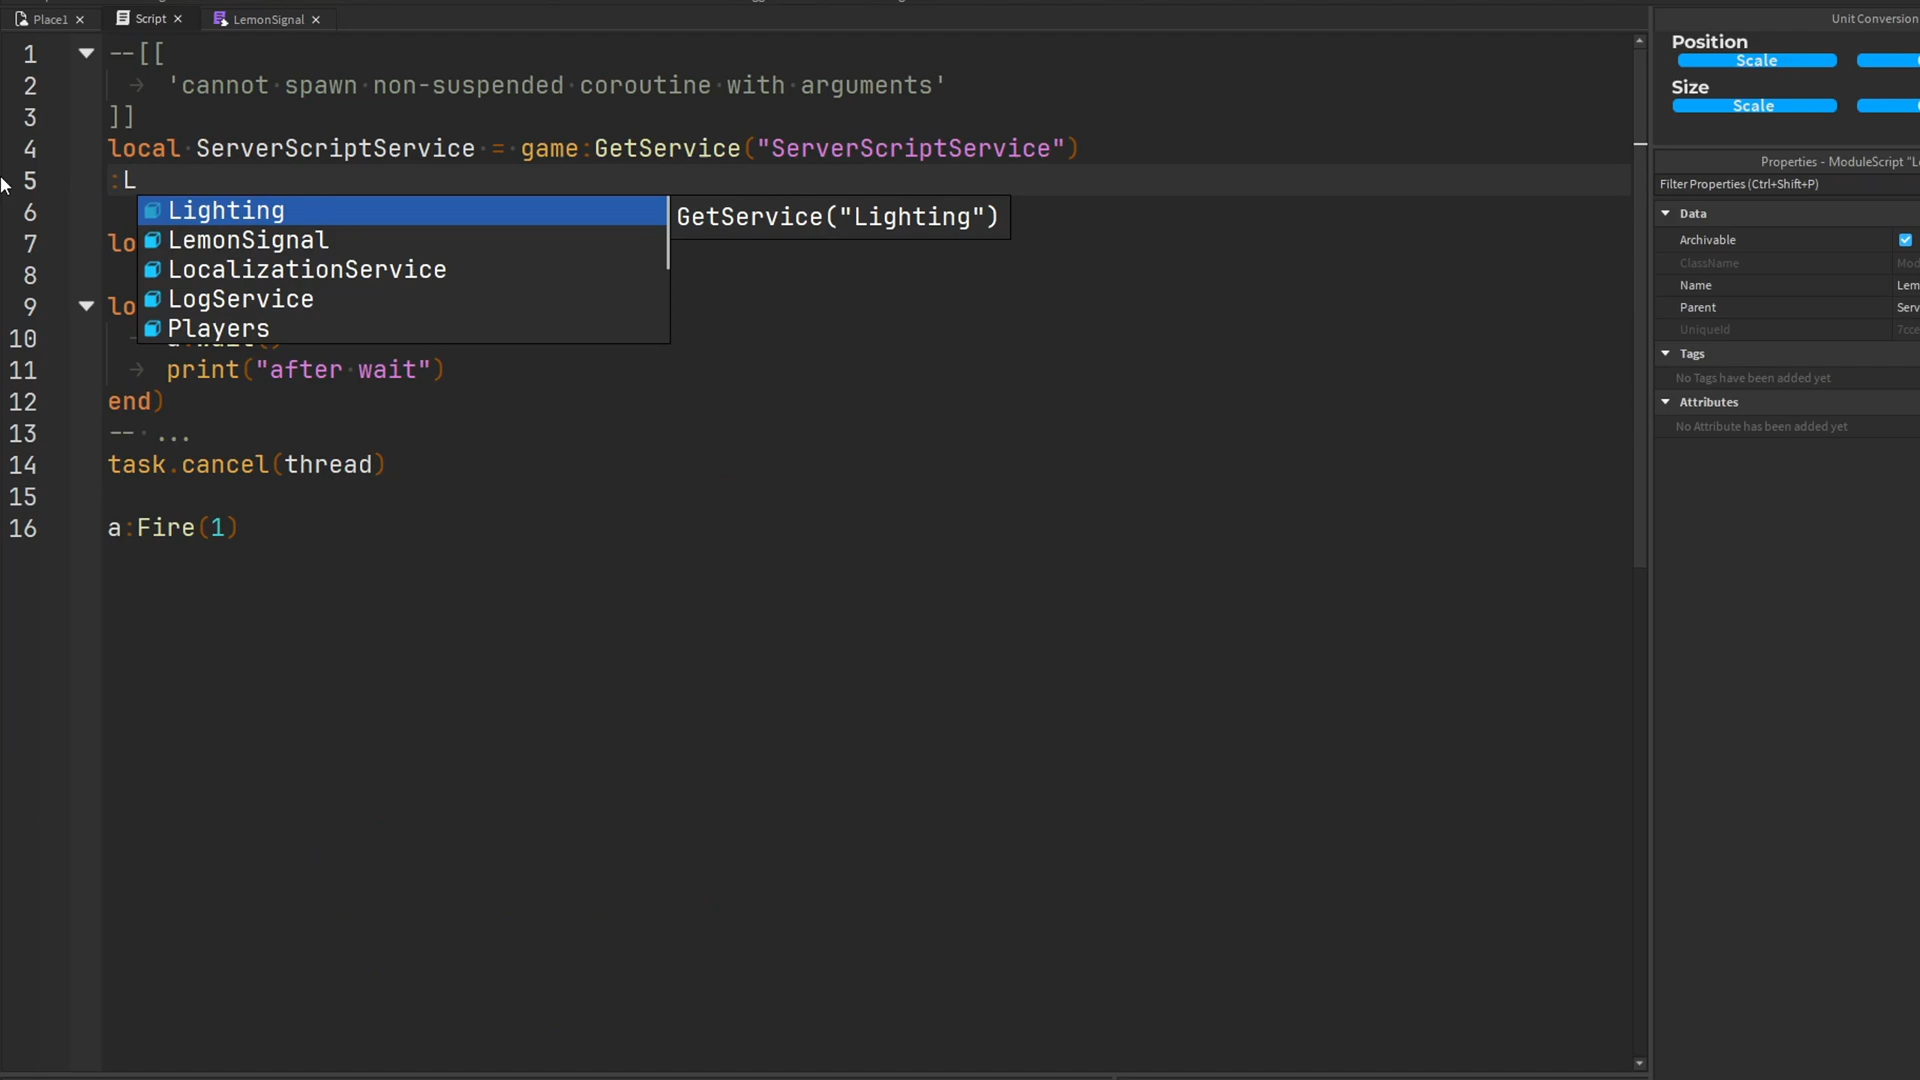 Place1
Script
LemonSignal
Unit Conversion
Position
Scale
Size
Scale
1 --[[
2 'cannot spawn non-suspended coroutine with arguments'
3 ]]
4 local ServerScriptService = game:GetService("ServerScriptService")
5 :L
Lighting
GetService("Lighting")
LemonSignal
LocalizationService
LogService
Players
6
7 lo
8
9 lo
10
11 print("after wait")
12 end)
13 -- ...
14 task.cancel(thread)
15
16 a:Fire(1)
Properties - ModuleScript "L
Filter Properties (Ctrl+Shift+P)
Data
Archivable
ClassName Mod
Name Lem
Parent Serv
UniqueId 7cce
Tags
No Tags have been added yet
Attributes
No Attribute has been added yet